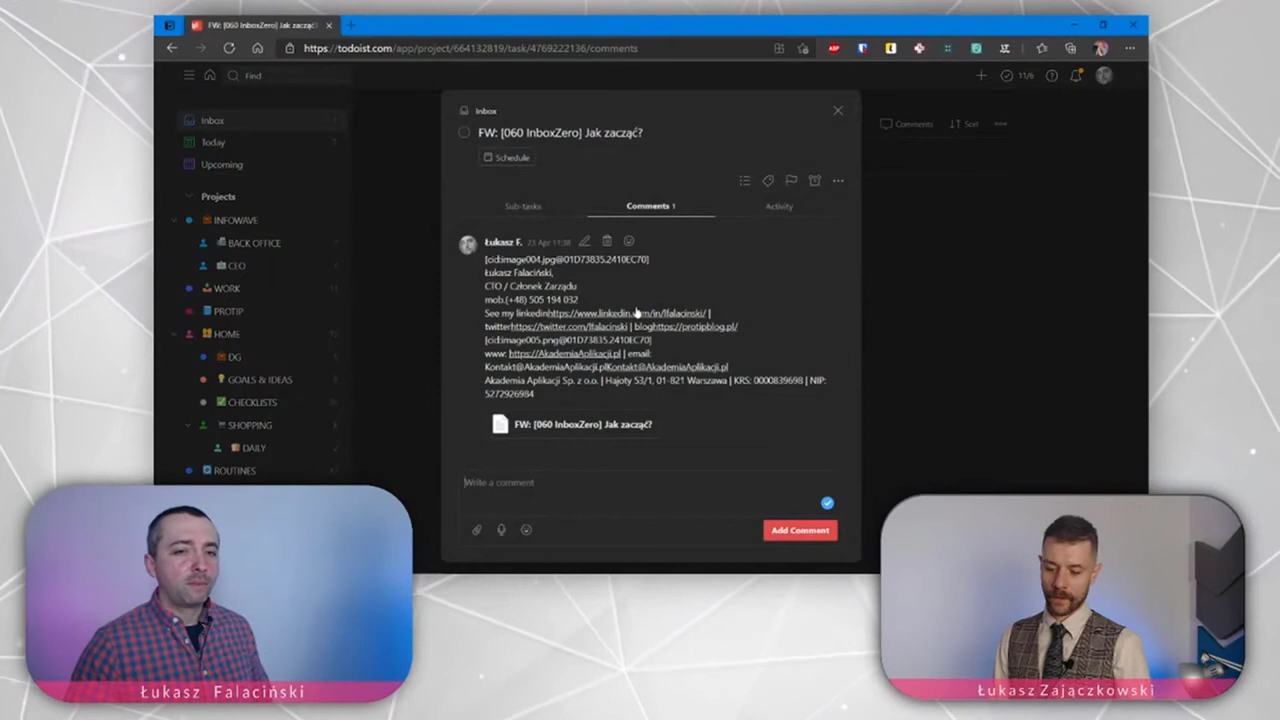 FW: [060 InboxZero] Jak zacząć?
https://todoist.com/app/project/664132819/task/4769222136/comments
Find
11/6
Inbox
Today
Upcoming
Projects
INFOWAVE
BACK OFFICE
CEO
WORK
PROTIP
HOME
DG
GOALS & IDEAS
CHECKLISTS
SHOPPING
DAILY
ROUTINES
Comments
Sort
Inbox
FW: [060 InboxZero] Jak zacząć?
Schedule
Sub-tasks
Comments 1
Activity
Łukasz F. 23 Apr 11:38
[cid:image004.jpg@01D73835.2410EC70]
Łukasz Falaciński,
CTO / Członek Zarządu
mob.(+48) 505 194 032
See my linkedinhttps://www.linkedin.com/in/lfalacinski/ |
twitterhttps://twitter.com/lfalacinski | bloghttps://protipblog.pl/
[cid:image005.png@01D73835.2410EC70]
www: https://AkademiaAplikacji.pl | email:
Kontakt@AkademiaAplikacji.plKontakt@AkademiaAplikacji.pl
Akademia Aplikacji Sp. z o.o. | Hajoty 53/1, 01-821 Warszawa | KRS: 0000839698 | NIP:
5272926984
FW: [060 InboxZero] Jak zacząć?
Write a comment
Add Comment
Łukasz Falaciński
Łukasz Zajączkowski